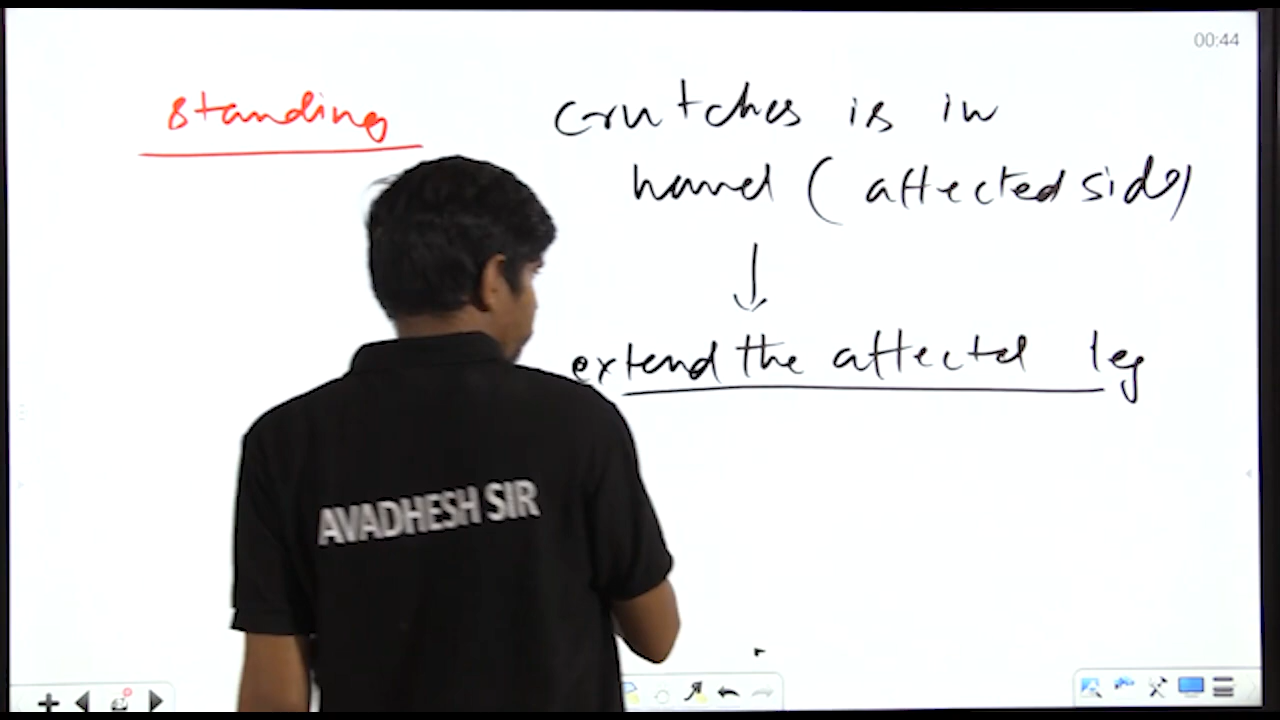 00:44
standing
crutches is in
hand (affected side)
extend the affected leg
AVADHESH SIR